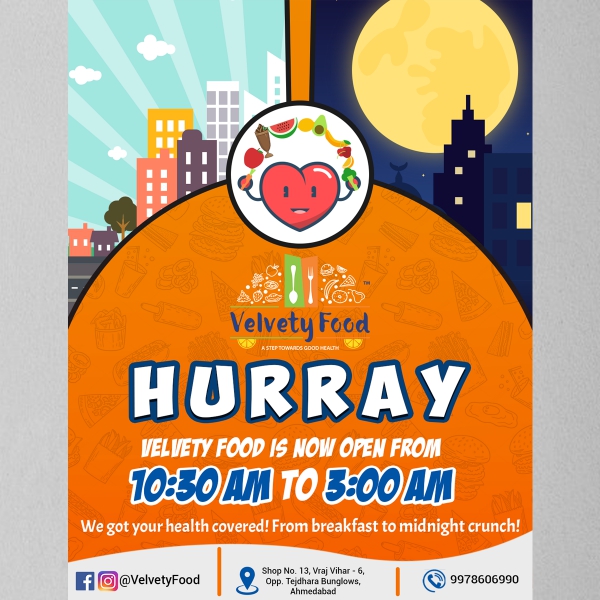 Velvety Food
TM
A STEP TOWARDS GOOD HEALTH
HURRAY
VELVETY FOOD IS NOW OPEN FROM
10:30 AM TO 3:00 AM
We got your health covered! From breakfast to midnight crunch!
@VelvetyFood
Shop No. 13, Vraj Vihar - 6,
Opp. Tejdhara Bunglows,
Ahmedabad
9978606990